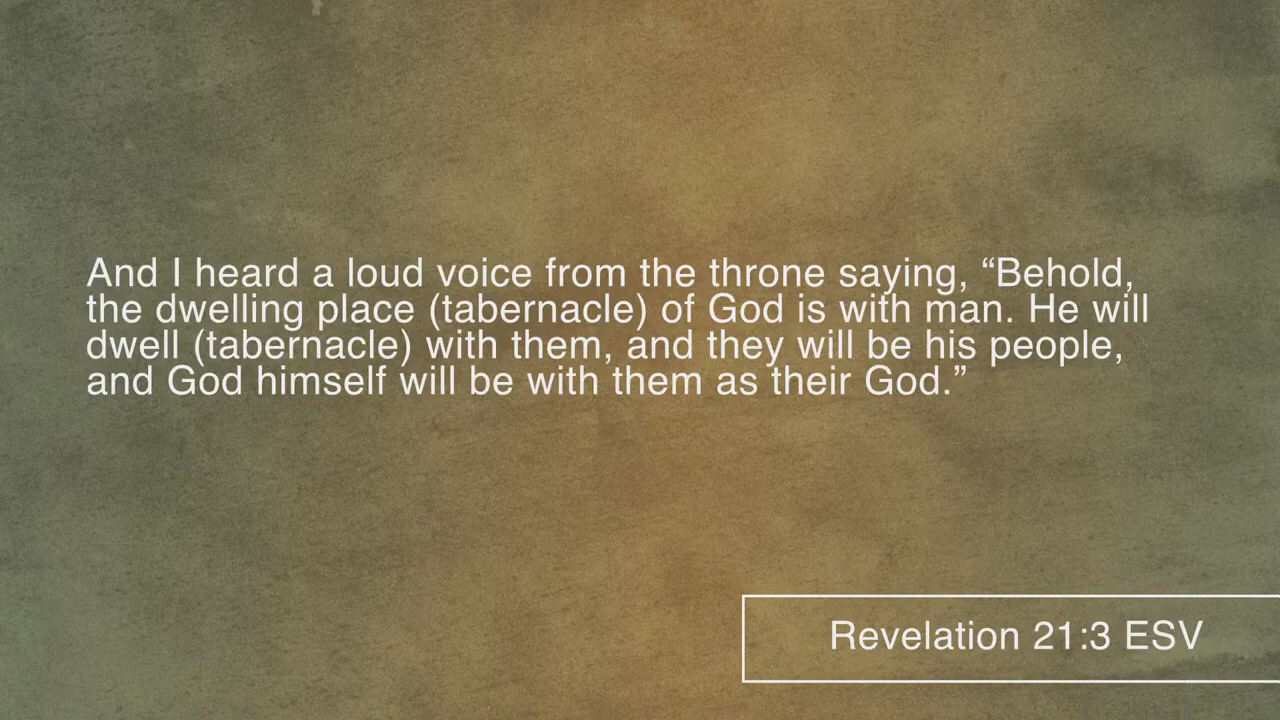 And I heard a loud voice from the throne saying, “Behold,
the dwelling place (tabernacle) of God is with man. He will
dwell (tabernacle) with them, and they will be his people,
and God himself will be with them as their God.”
Revelation 21:3 ESV